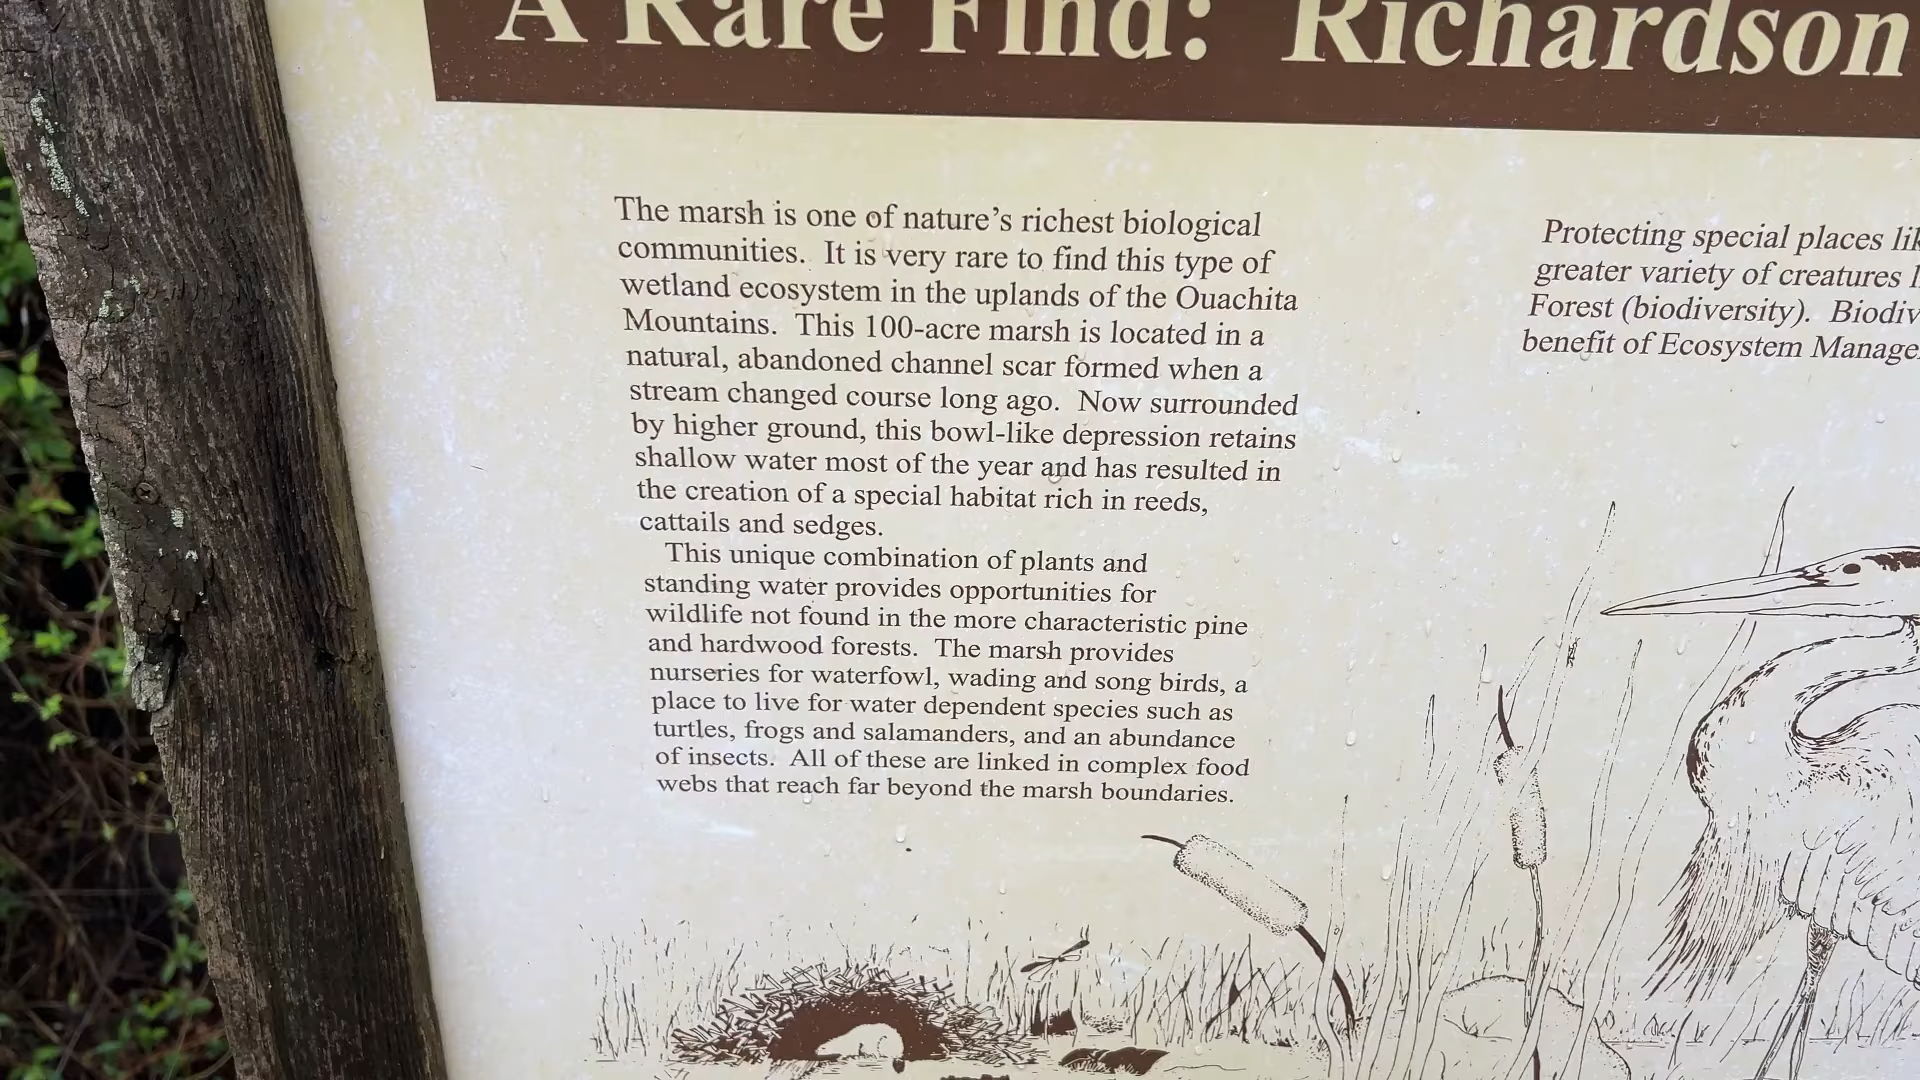 A Rare Find: Richardson
The marsh is one of nature's richest biological
communities. It is very rare to find this type of
wetland ecosystem in the uplands of the Ouachita
Mountains. This 100-acre marsh is located in a
natural, abandoned channel scar formed when a
stream changed course long ago. Now surrounded
by higher ground, this bowl-like depression retains
shallow water most of the year and has resulted in
the creation of a special habitat rich in reeds,
cattails and sedges.
This unique combination of plants and
standing water provides opportunities for
wildlife not found in the more characteristic pine
and hardwood forests. The marsh provides
nurseries for waterfowl, wading and song birds, a
place to live for water dependent species such as
turtles, frogs and salamanders, and an abundance
of insects. All of these are linked in complex food
webs that reach far beyond the marsh boundaries.
Protecting special places
greater variety of creatures
Forest (biodiversity).
benefit of Ecosystem